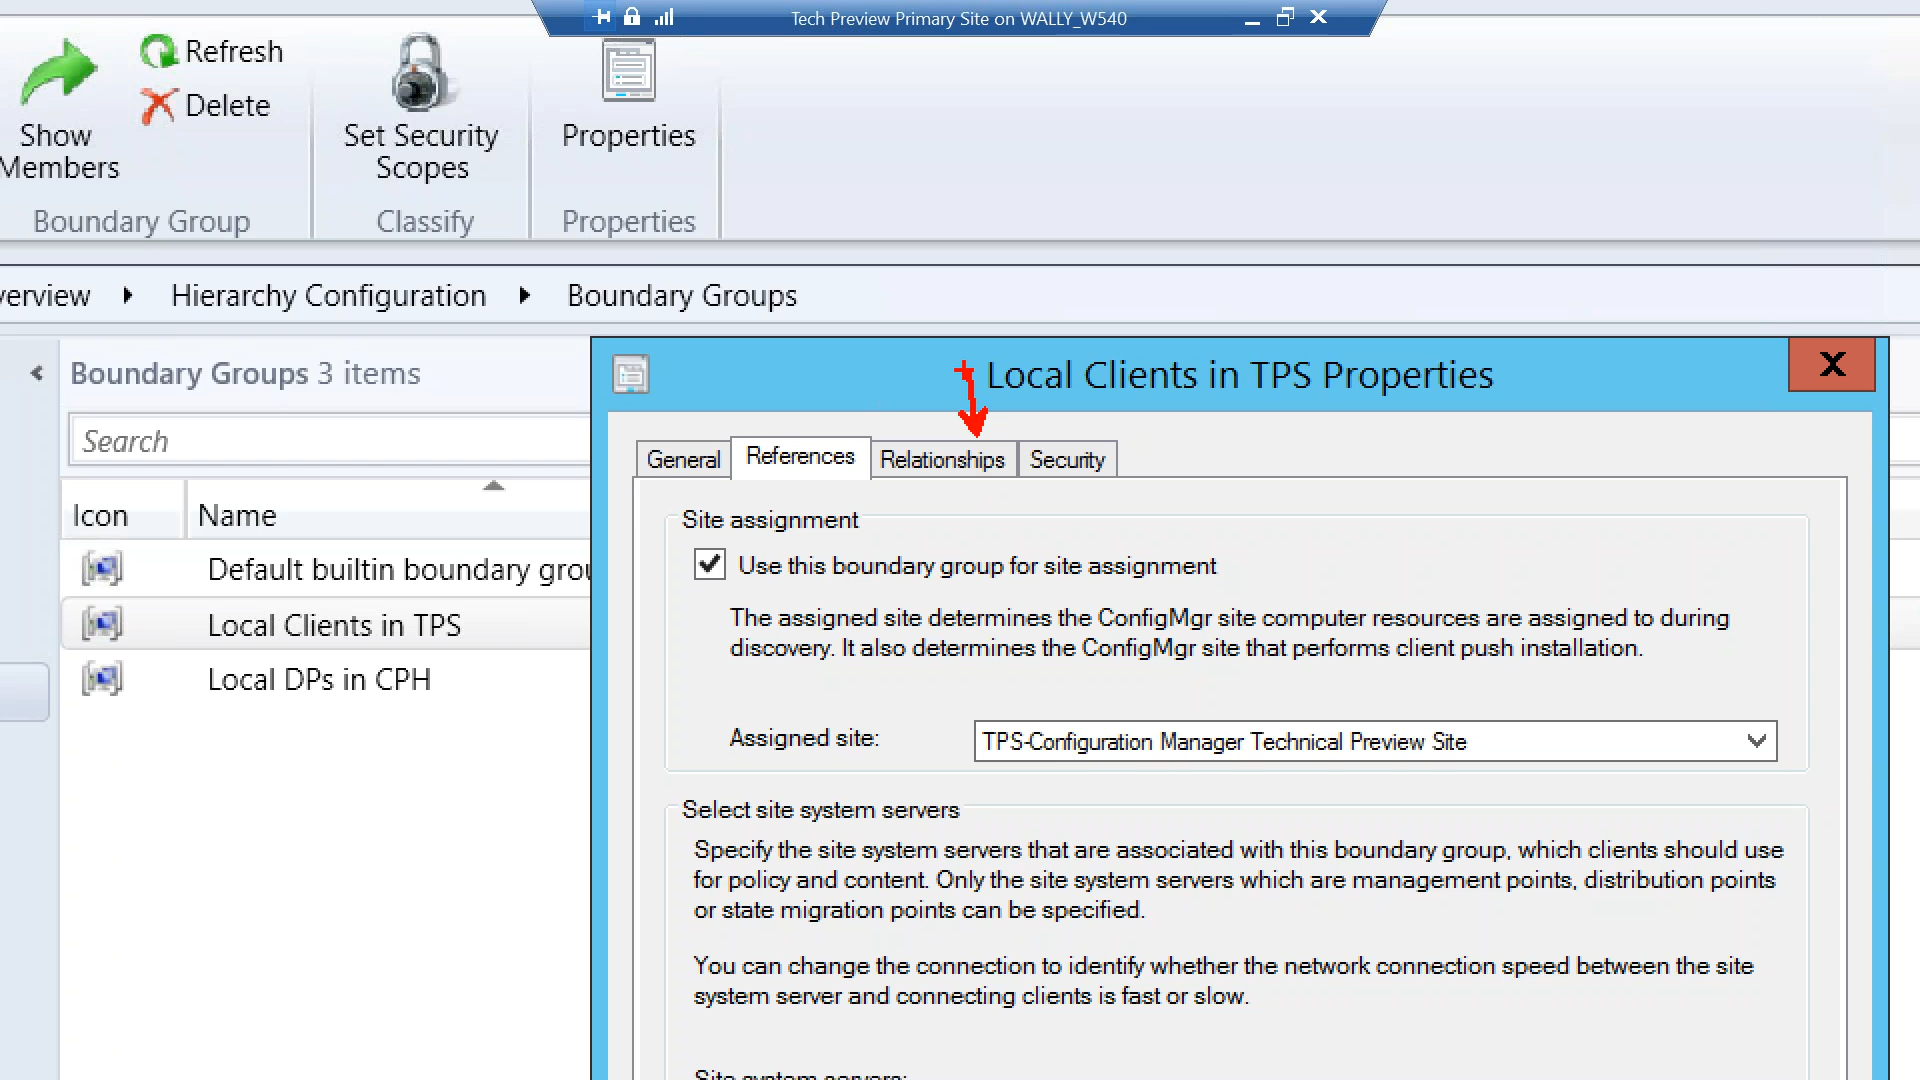 Tech Preview Primary Site on WALLY_W540
Refresh
Delete
Show
Members
Set Security
Scopes
Properties
Boundary Group
Classify
Properties
verview
Hierarchy Configuration
Boundary Groups
Boundary Groups 3 items
Search
Icon
Name
Default builtin boundary grou
Local Clients in TPS
Local DPs in CPH
Local Clients in TPS Properties
General
References
Relationships
Security
Site assignment
Use this boundary group for site assignment
The assigned site determines the ConfigMgr site computer resources are assigned to during
discovery. It also determines the ConfigMgr site that performs client push installation.
Assigned site:
TPS-Configuration Manager Technical Preview Site
Select site system servers
Specify the site system servers that are associated with this boundary group, which clients should use
for policy and content. Only the site system servers which are management points, distribution points
or state migration points can be specified.
You can change the connection to identify whether the network connection speed between the site
system server and connecting clients is fast or slow.
Site system servers: